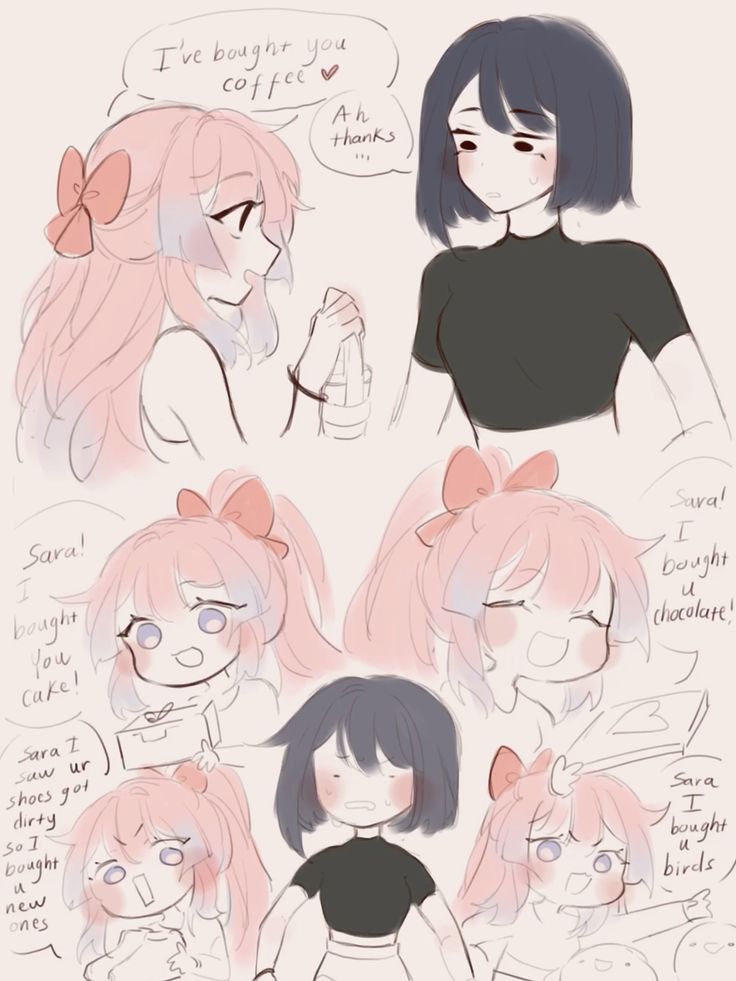 I've bought you
coffee ♥
Ah
thanks
...
Sara!
I
bought
you
cake!
Sara!
I
bought
u
chocolate!
Sara I
saw ur
shoes got
dirty
so I
bought
u
new
ones
Sara
I
bought
u
birds